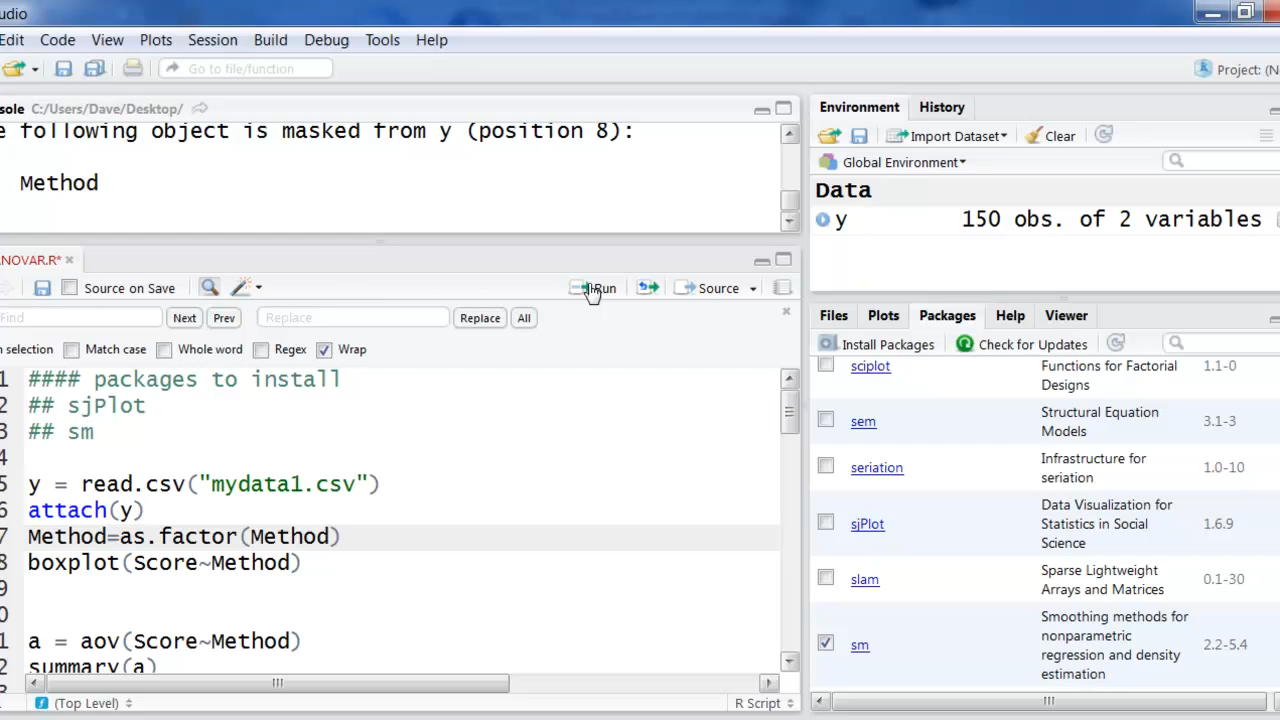 udio
Edit Code View Plots Session Build Debug Tools Help
Go to file/function
Project: (N
sole C:/Users/Dave/Desktop/
e following object is masked from y (position 8):
Method
NOVAR.R*
Source on Save
Run
Source
Find
Next
Prev
Replace
Replace
All
n selection
Match case
Whole word
Regex
Wrap
1 #### packages to install
2 ## sjPlot
3 ## sm
4
5 y = read.csv("mydata1.csv")
6 attach(y)
7 Method=as.factor(Method)
8 boxplot(Score~Method)
9
0
1 a = aov(Score~Method)
2 summary(a)
(Top Level)
R Script
Environment History
Import Dataset
Clear
Global Environment
Data
y 150 obs. of 2 variables
Files Plots Packages Help Viewer
Install Packages
Check for Updates
sciplot Functions for Factorial Designs 1.1-0
sem Structural Equation Models 3.1-3
seriation Infrastructure for seriation 1.0-10
sjPlot Data Visualization for Statistics in Social Science 1.6.9
slam Sparse Lightweight Arrays and Matrices 0.1-30
sm Smoothing methods for nonparametric regression and density estimation 2.2-5.4